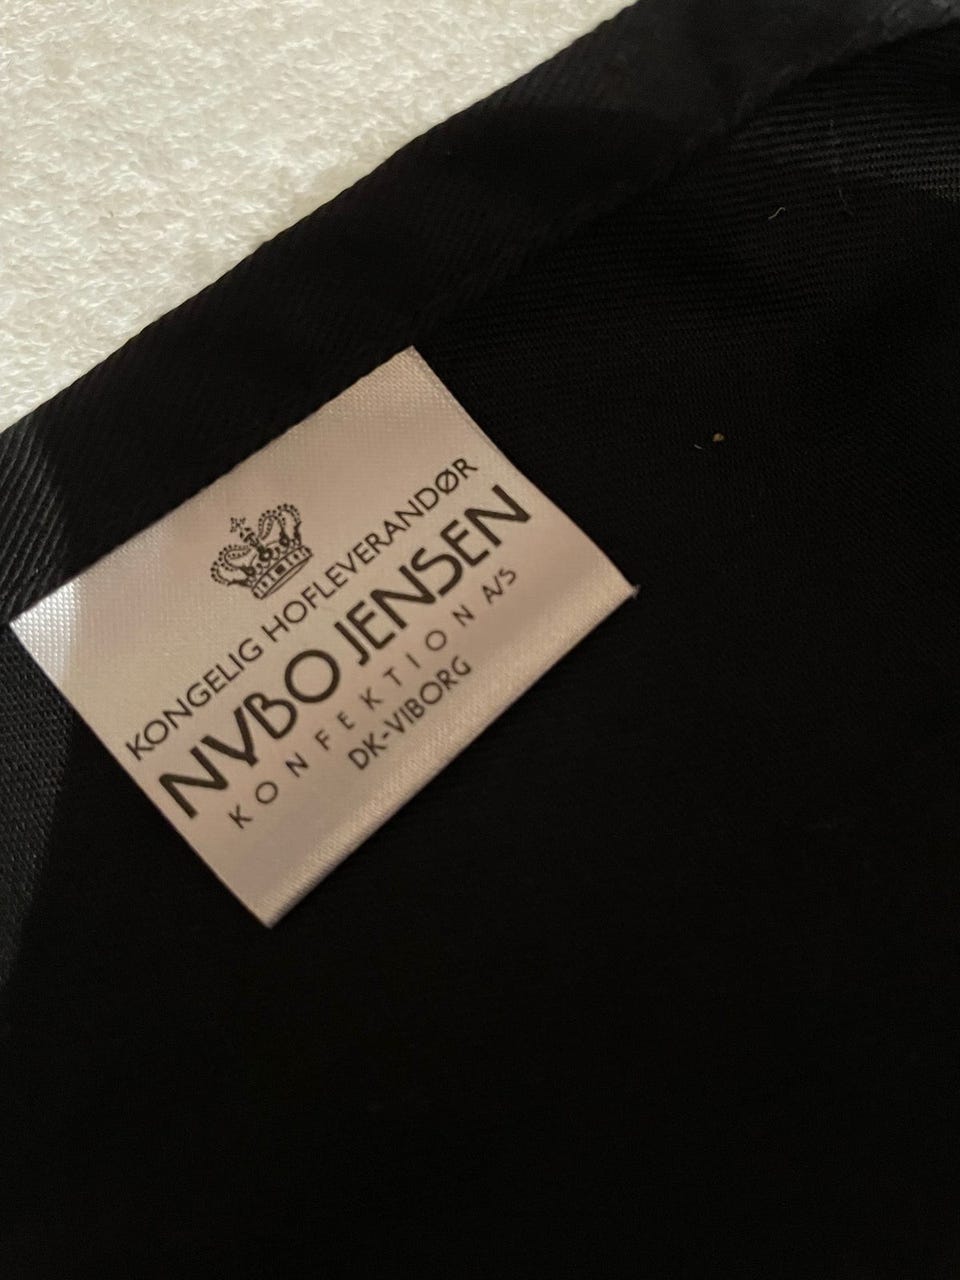 KONGELIG HOFLEVERANDØR
NYBO JENSEN
KONFEKTION A/S
DK-VIBORG